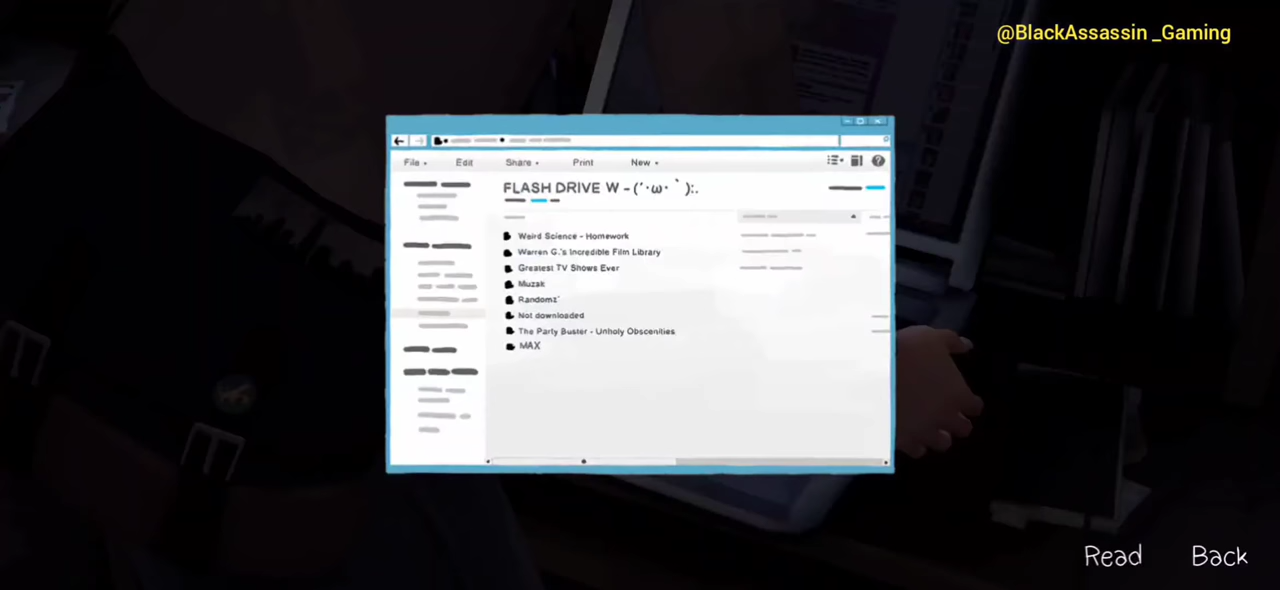 @BlackAssassin _Gaming
File
Edit
Share
Print
New
FLASH DRIVE W -(´･ω･｀):.
Weird Science - Homework
Warren G.'s Incredible Film Library
Greatest TV Shows Ever
Muzak
Randomz'
Not downloaded
The Party Buster - Unholy Obscenities
MAX
Read
Back